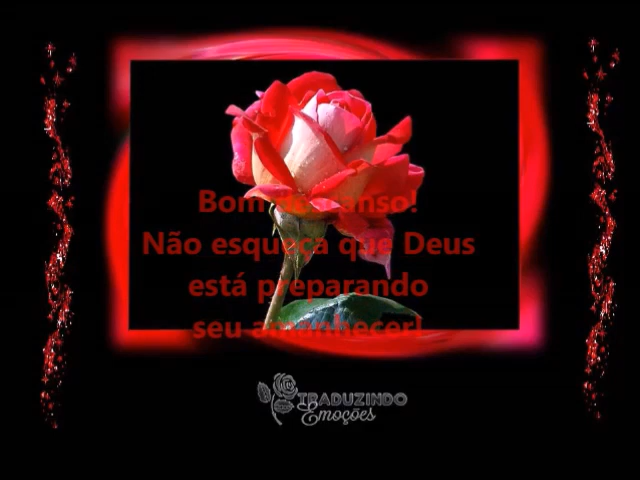 Bom descanso!
Não esqueça que Deus
está preparando
seu amanhecer!
TRADUZINDO
Emoções